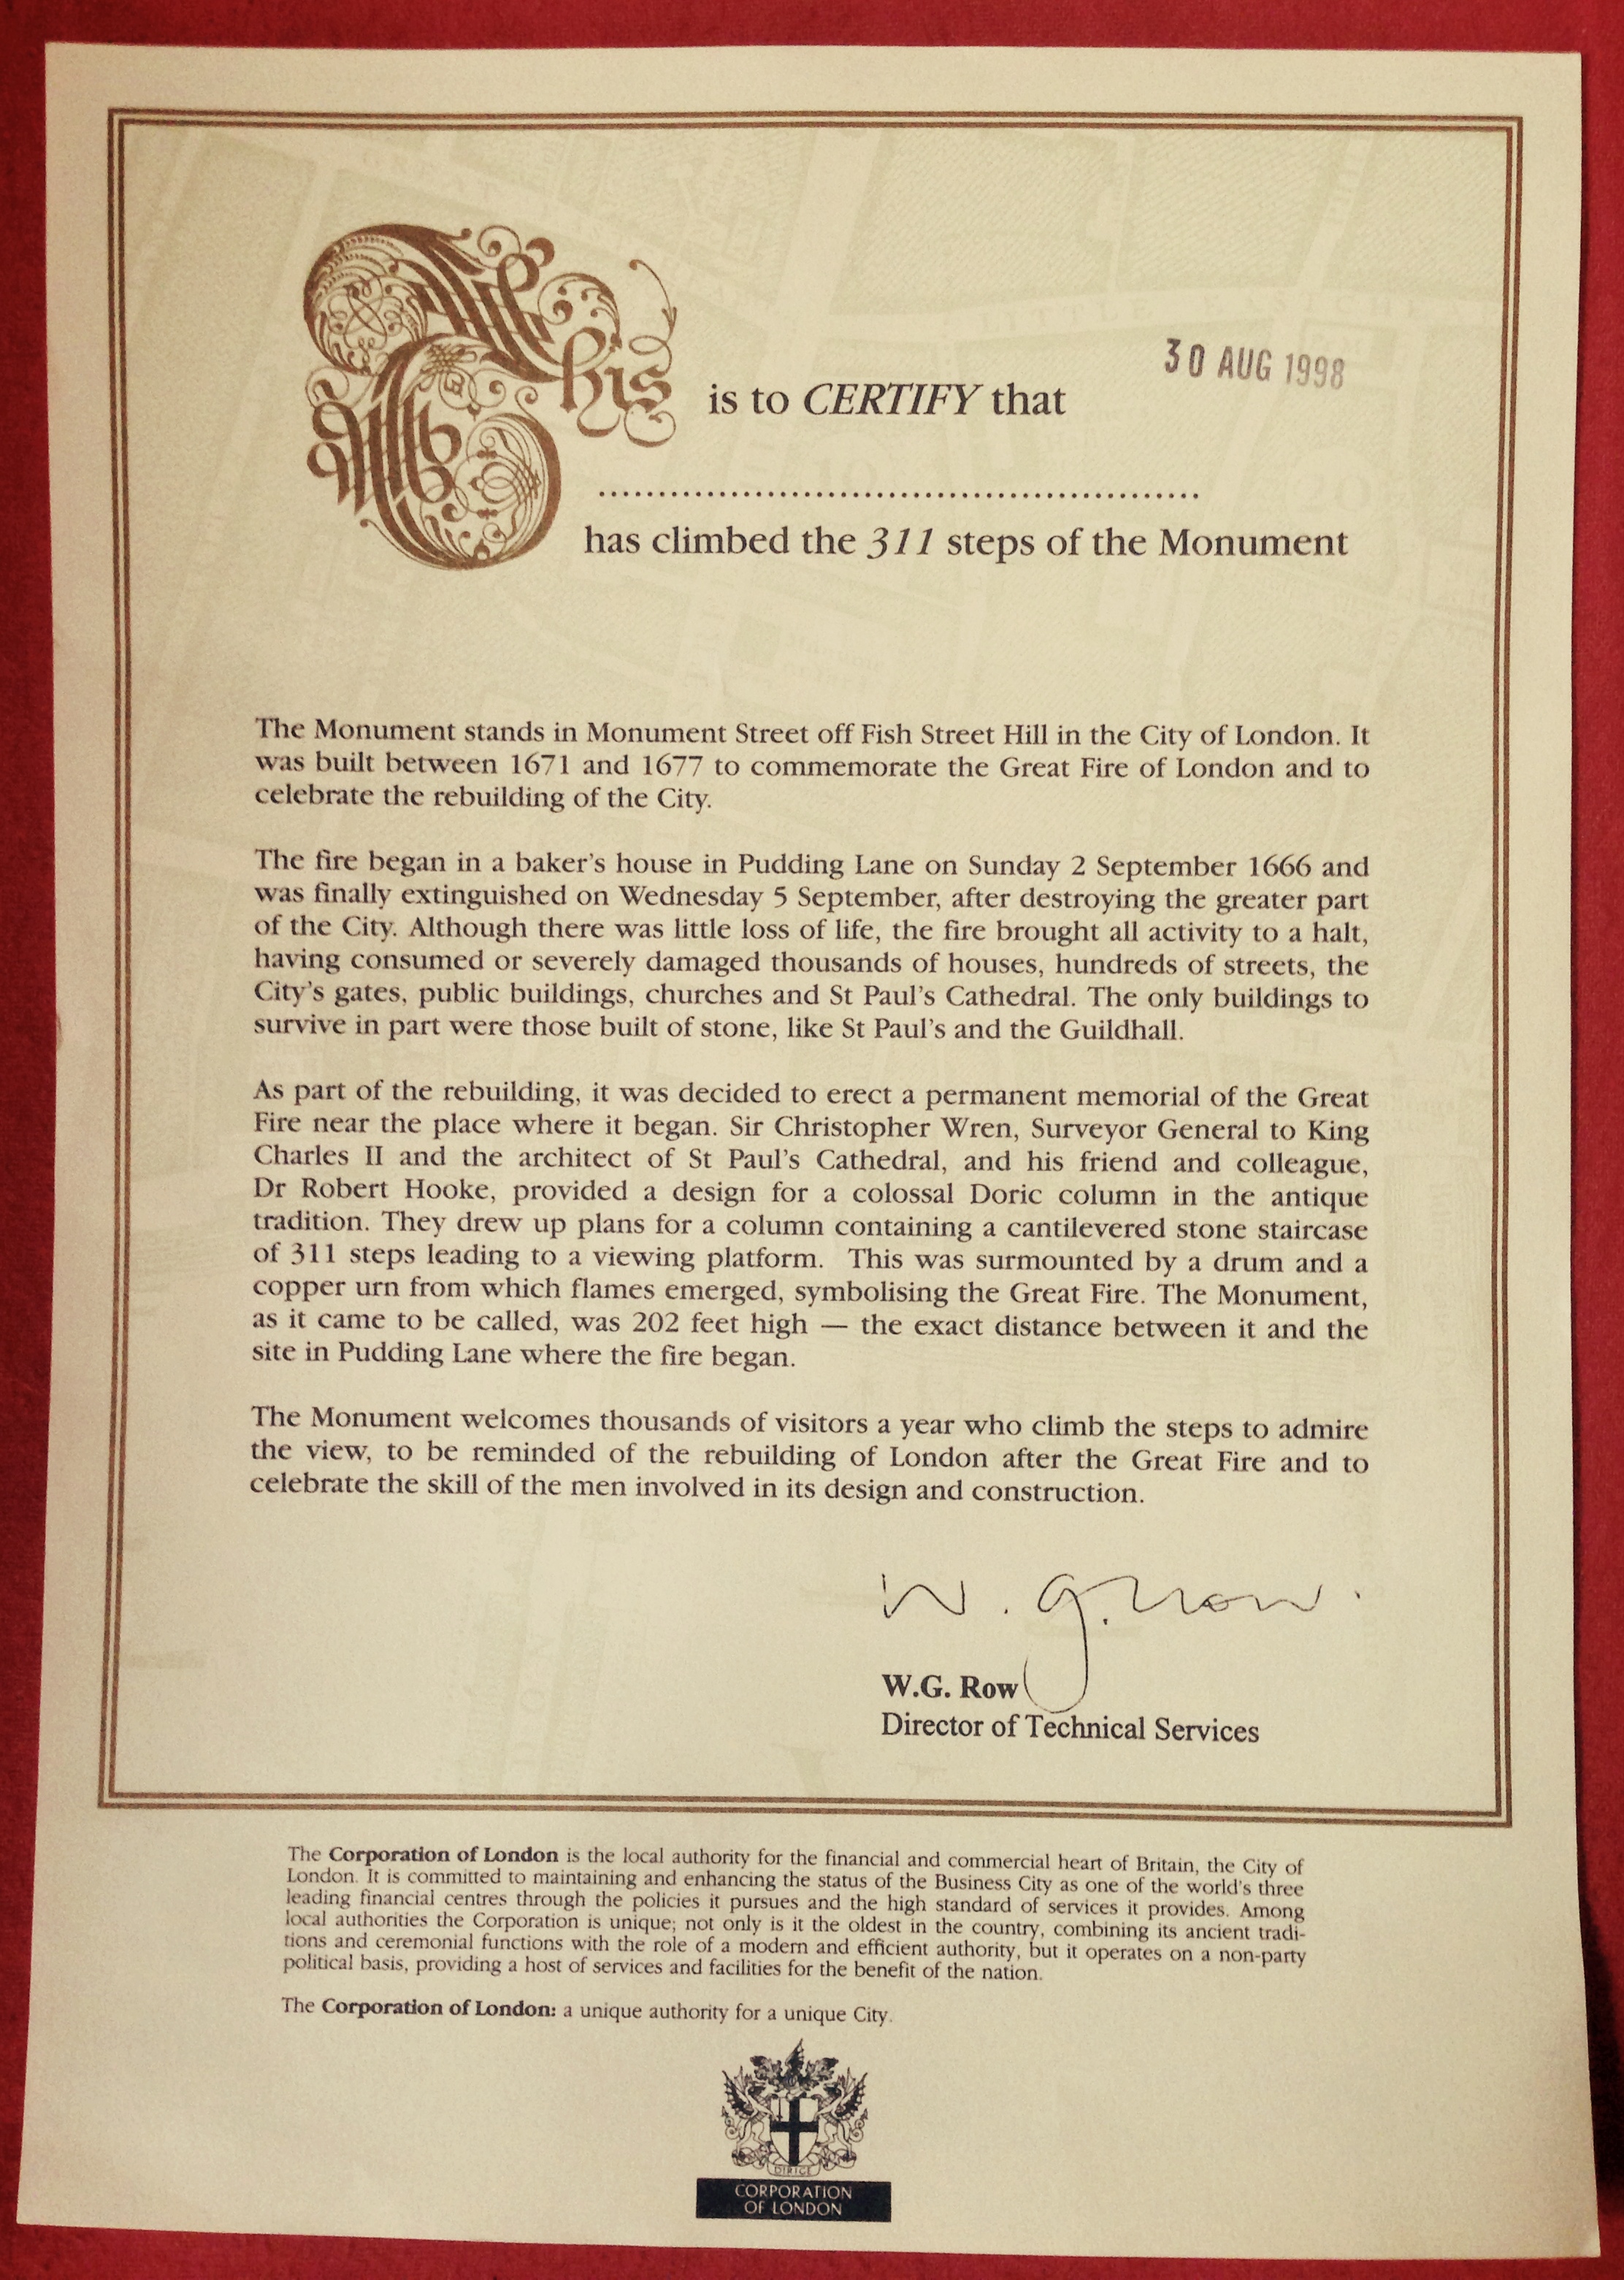 This is to CERTIFY that
30 AUG 1998
..................................................
has climbed the 311 steps of the Monument
The Monument stands in Monument Street off Fish Street Hill in the City of London. It
was built between 1671 and 1677 to commemorate the Great Fire of London and to
celebrate the rebuilding of the City.
The fire began in a baker's house in Pudding Lane on Sunday 2 September 1666 and
was finally extinguished on Wednesday 5 September, after destroying the greater part
of the City. Although there was little loss of life, the fire brought all activity to a halt,
having consumed or severely damaged thousands of houses, hundreds of streets, the
City's gates, public buildings, churches and St Paul's Cathedral. The only buildings to
survive in part were those built of stone, like St Paul's and the Guildhall.
As part of the rebuilding, it was decided to erect a permanent memorial of the Great
Fire near the place where it began. Sir Christopher Wren, Surveyor General to King
Charles II and the architect of St Paul's Cathedral, and his friend and colleague,
Dr Robert Hooke, provided a design for a colossal Doric column in the antique
tradition. They drew up plans for a column containing a cantilevered stone staircase
of 311 steps leading to a viewing platform. This was surmounted by a drum and a
copper urn from which flames emerged, symbolising the Great Fire. The Monument,
as it came to be called, was 202 feet high — the exact distance between it and the
site in Pudding Lane where the fire began.
The Monument welcomes thousands of visitors a year who climb the steps to admire
the view, to be reminded of the rebuilding of London after the Great Fire and to
celebrate the skill of the men involved in its design and construction.
W. G. Row.
W.G. Row
Director of Technical Services
The Corporation of London is the local authority for the financial and commercial heart of Britain, the City of
London. It is committed to maintaining and enhancing the status of the Business City as one of the world's three
leading financial centres through the policies it pursues and the high standard of services it provides. Among
local authorities the Corporation is unique; not only is it the oldest in the country, combining its ancient tradi-
tions and ceremonial functions with the role of a modern and efficient authority, but it operates on a non-party
political basis, providing a host of services and facilities for the benefit of the nation.
The Corporation of London: a unique authority for a unique City.
DIRIGE
CORPORATION
OF LONDON